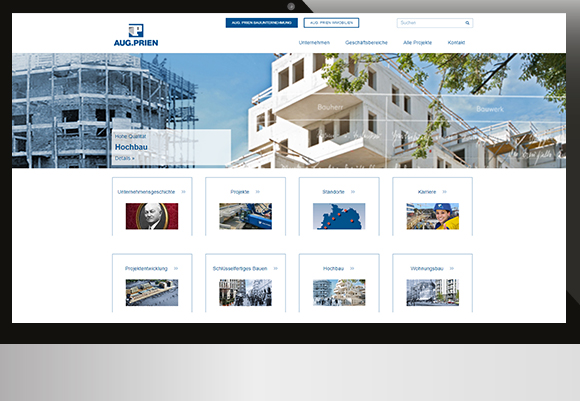 AUG. PRIEN BAUUNTERNEHMUNG AUG. PRIEN IMMOBILIEN Suchen
AUG.PRIEN
Unternehmen Geschäftsbereiche Alle Projekte Kontakt
Bauherr Bauwerk
Hohe Qualität
Hochbau
Details »
Unternehmensgeschichte » Projekte » Standorte » Karriere »
Projektentwicklung » Schlüsselfertiges Bauen » Hochbau » Wohnungsbau »